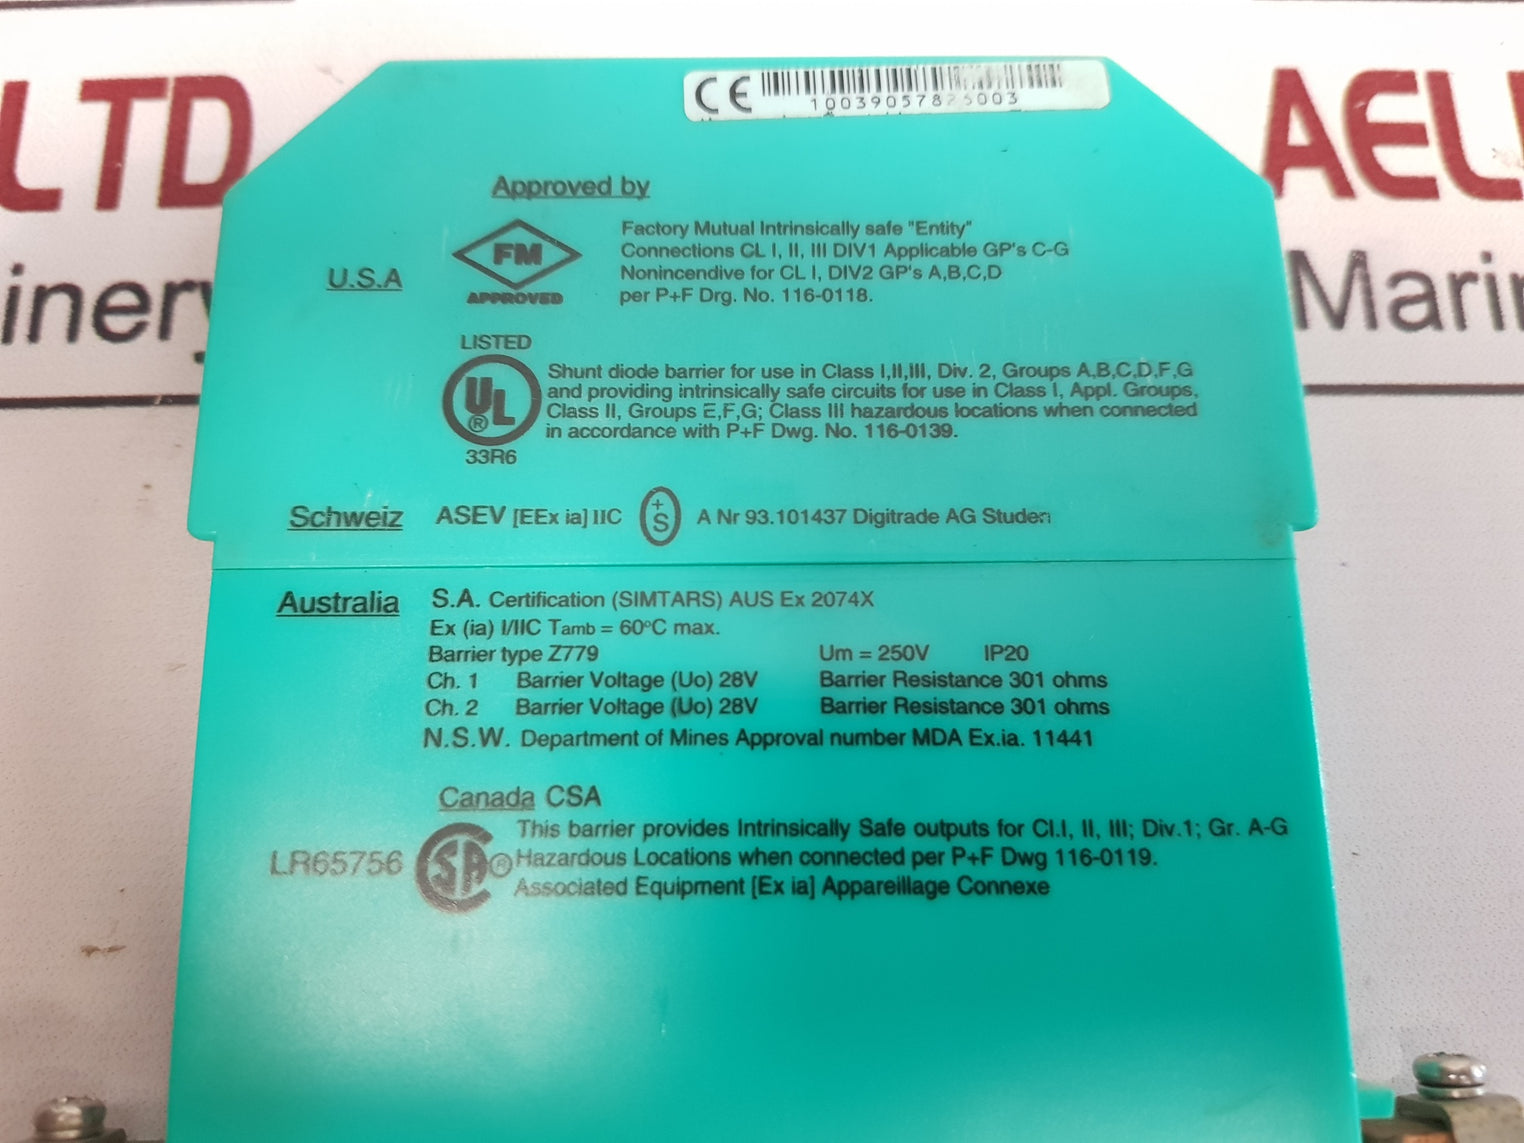 LTD
AEL
inery
Marin
CE
10039057825003
Approved by
U.S.A
FM
APPROVED
Factory Mutual Intrinsically safe "Entity"
Connections CL I, II, III DIV1 Applicable GP's C-G
Nonincendive for CL I, DIV2 GP's A,B,C,D
per P+F Drg. No. 116-0118.
LISTED
UL
®
33R6
Shunt diode barrier for use in Class I,II,III, Div. 2, Groups A,B,C,D,F,G
and providing intrinsically safe circuits for use in Class I, Appl. Groups,
Class II, Groups E,F,G; Class III hazardous locations when connected
in accordance with P+F Dwg. No. 116-0139.
Schweiz ASEV [EEx ia] IIC +S A Nr 93.101437 Digitrade AG Studen
Australia S.A. Certification (SIMTARS) AUS Ex 2074X
Ex (ia) I/IIC Tamb = 60°C max.
Barrier type Z779 Um = 250V IP20
Ch. 1 Barrier Voltage (Uo) 28V Barrier Resistance 301 ohms
Ch. 2 Barrier Voltage (Uo) 28V Barrier Resistance 301 ohms
N.S.W. Department of Mines Approval number MDA Ex.ia. 11441
Canada CSA
LR65756
SA ®
This barrier provides Intrinsically Safe outputs for Cl.I, II, III; Div.1; Gr. A-G
Hazardous Locations when connected per P+F Dwg 116-0119.
Associated Equipment [Ex ia] Appareillage Connexe